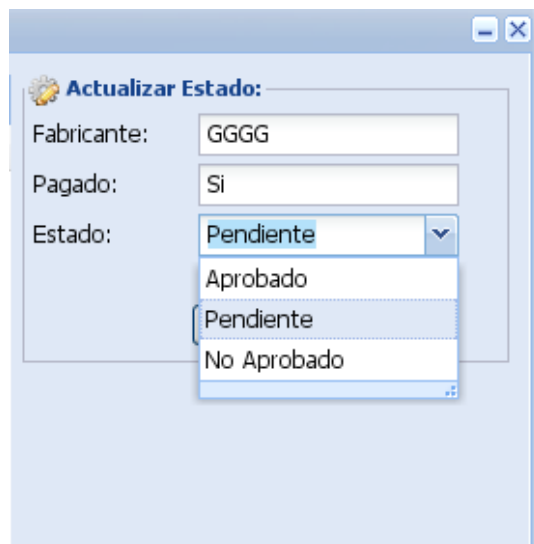 Actualizar Estado:
Fabricante: GGGG
Pagado: Si
Estado: Pendiente
Aprobado
Pendiente
No Aprobado